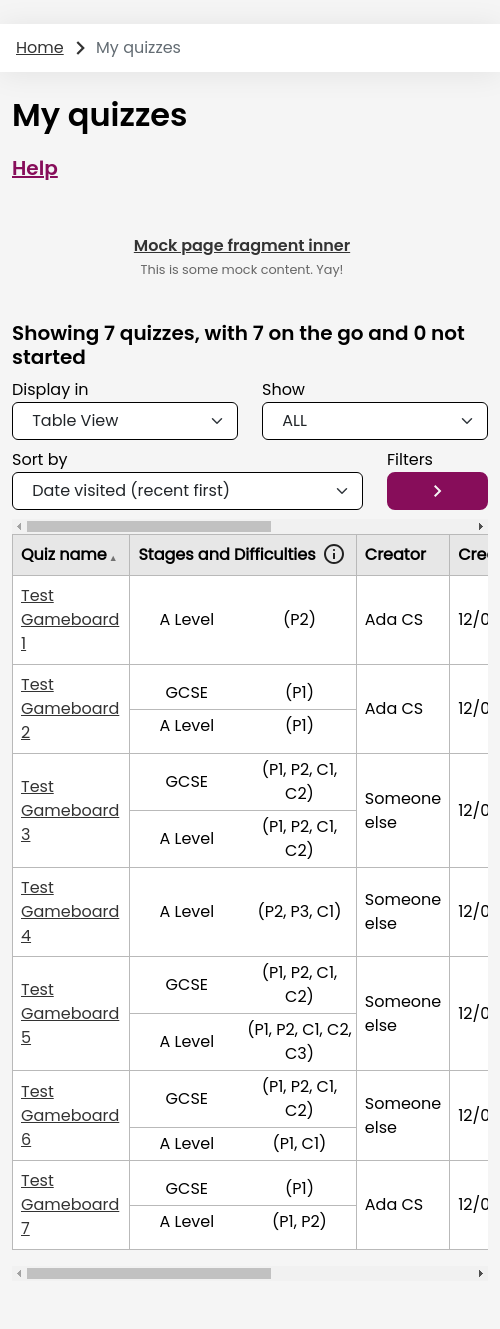 Home > My quizzes
My quizzes
Help
Mock page fragment inner
This is some mock content. Yay!
Showing 7 quizzes, with 7 on the go and 0 not
started
Display in Show
Table View ALL
Sort by Filters
Date visited (recent first)
Quiz name ▲ Stages and Difficulties Creator Cre
Test
Gameboard
1
A Level (P2) Ada CS 12/0
Test
Gameboard
2
GCSE (P1)
A Level (P1)
Ada CS 12/0
Test
Gameboard
3
GCSE (P1, P2, C1,
C2)
A Level (P1, P2, C1,
C2)
Someone
else
12/0
Test
Gameboard
4
A Level (P2, P3, C1)
Someone
else
12/0
Test
Gameboard
5
GCSE (P1, P2, C1,
C2)
A Level (P1, P2, C1, C2,
C3)
Someone
else
12/0
Test
Gameboard
6
GCSE (P1, P2, C1,
C2)
A Level (P1, C1)
Someone
else
12/0
Test
Gameboard
7
GCSE (P1)
A Level (P1, P2)
Ada CS 12/0